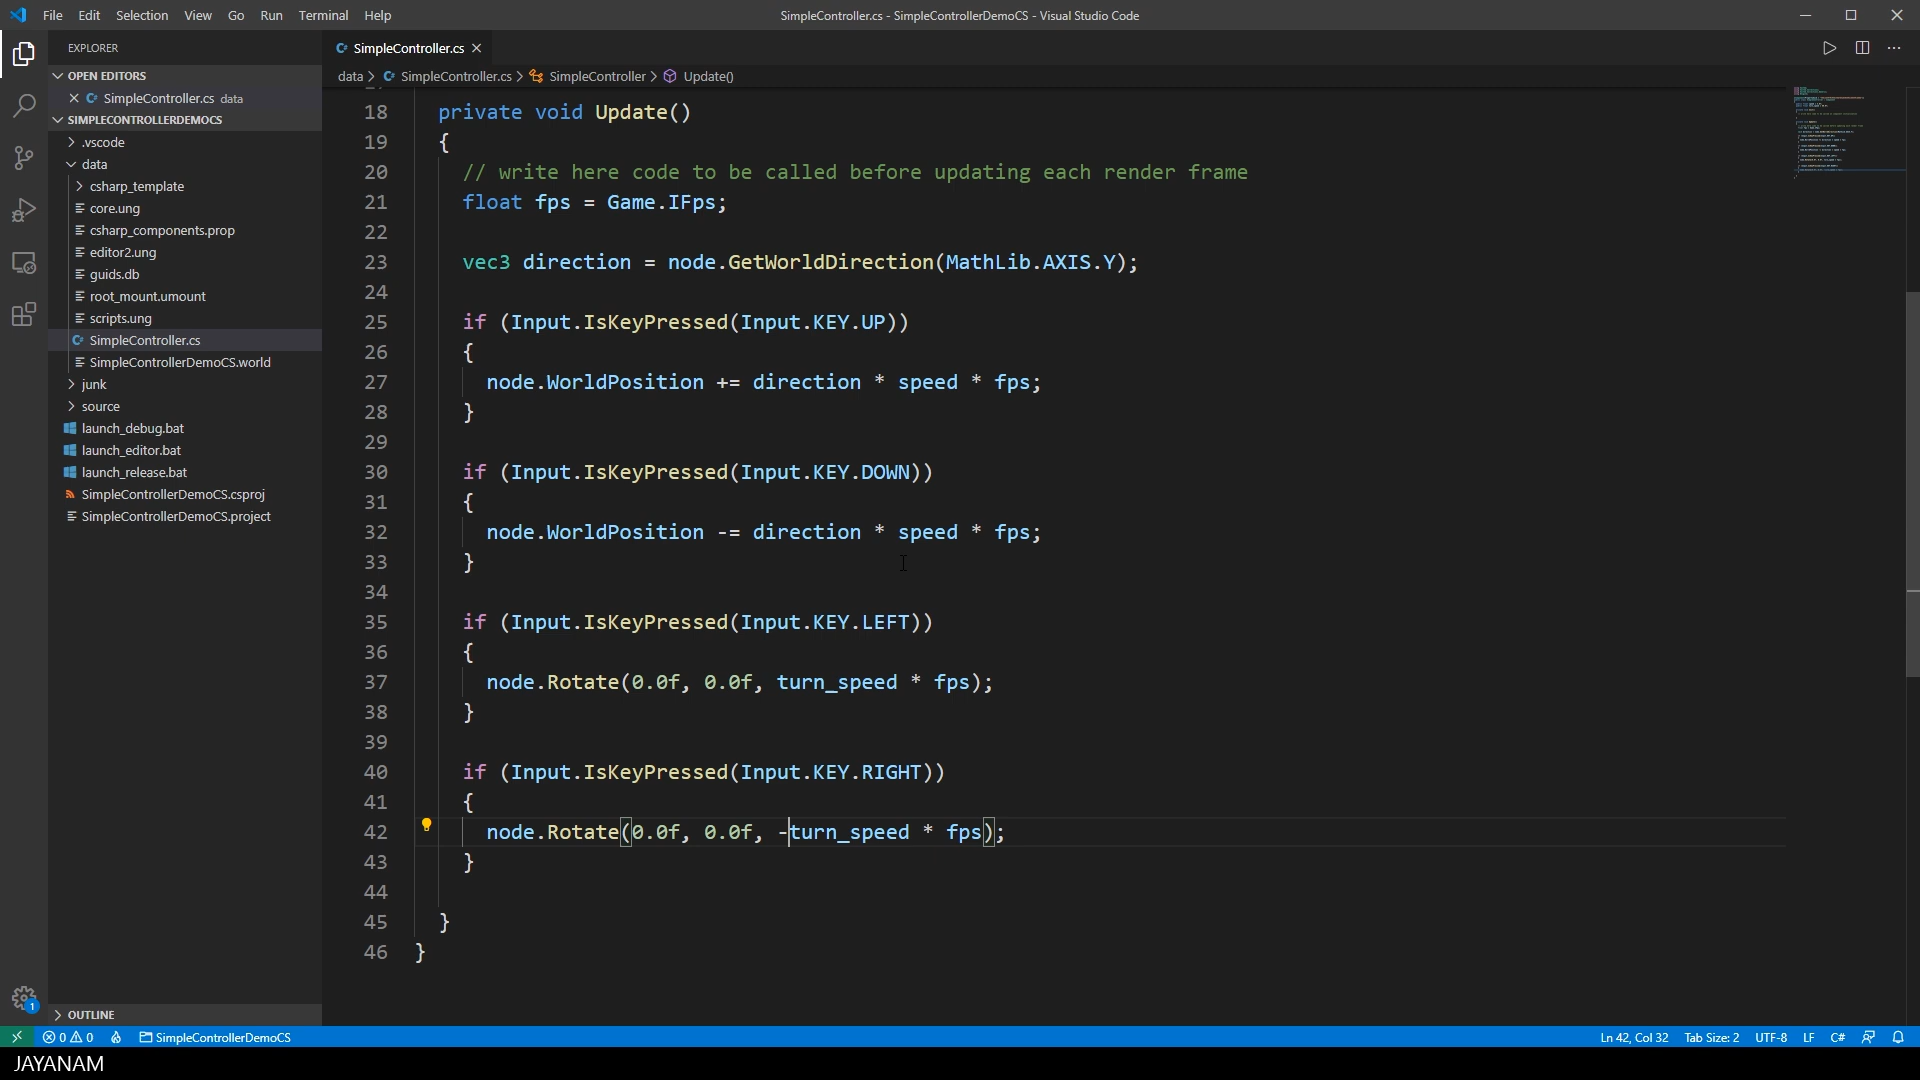 File Edit Selection View Go Run Terminal Help
SimpleController.cs - SimpleControllerDemoCS - Visual Studio Code
EXPLORER
OPEN EDITORS
SimpleController.cs data
SIMPLECONTROLLERDEMOCS
.vscode
data
csharp_template
core.ung
csharp_components.prop
editor2.ung
guids.db
root_mount.umount
scripts.ung
SimpleController.cs
SimpleControllerDemoCS.world
junk
source
launch_debug.bat
launch_editor.bat
launch_release.bat
SimpleControllerDemoCS.csproj
SimpleControllerDemoCS.project
OUTLINE
SimpleController.cs
data > SimpleController.cs > SimpleController > Update()
18 private void Update()
19 {
20 // write here code to be called before updating each render frame
21 float fps = Game.IFps;
22
23 vec3 direction = node.GetWorldDirection(MathLib.AXIS.Y);
24
25 if (Input.IsKeyPressed(Input.KEY.UP))
26 {
27 node.WorldPosition += direction * speed * fps;
28 }
29
30 if (Input.IsKeyPressed(Input.KEY.DOWN))
31 {
32 node.WorldPosition -= direction * speed * fps;
33 }
34
35 if (Input.IsKeyPressed(Input.KEY.LEFT))
36 {
37 node.Rotate(0.0f, 0.0f, turn_speed * fps);
38 }
39
40 if (Input.IsKeyPressed(Input.KEY.RIGHT))
41 {
42 node.Rotate(0.0f, 0.0f, -turn_speed * fps);
43 }
44
45 }
46 }
1
0 0 SimpleControllerDemoCS Ln 42, Col 32 Tab Size: 2 UTF-8 LF C#
JAYANAM